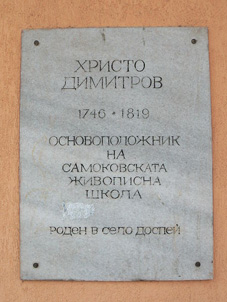 ХРИСТО
ДИМИТРОВ
1746 • 1819
ОСНОВОПОЛОЖНИК
НА
САМОКОВСКАТА
ЖИВОПИСНА
ШКОЛА
РОДЕН В СЕЛО ДОСПЕЙ